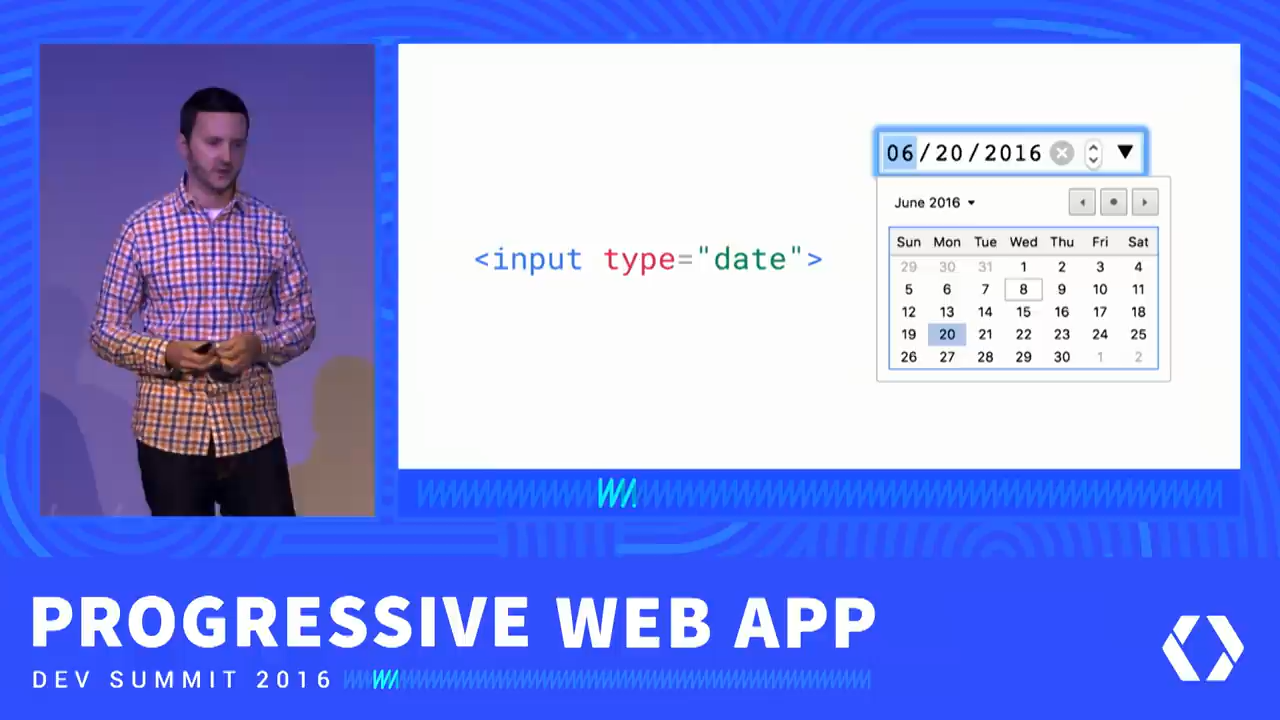 <input type="date">
06/20/2016
June 2016
Sun Mon Tue Wed Thu Fri Sat
29 30 31 1 2 3 4
5 6 7 8 9 10 11
12 13 14 15 16 17 18
19 20 21 22 23 24 25
26 27 28 29 30 1 2
PROGRESSIVE WEB APP
DEV SUMMIT 2016